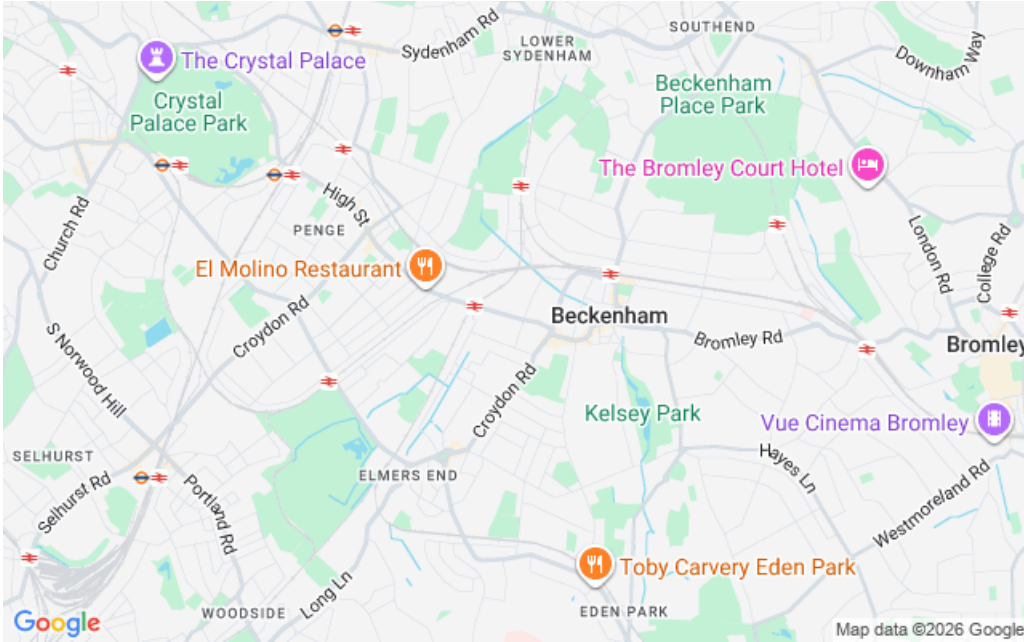 Sydenham Rd
SOUTHEND
LOWER
SYDENHAM
Downham Way
The Crystal Palace
Crystal
Palace Park
Beckenham
Place Park
The Bromley Court Hotel
High St
Church Rd
PENGE
London Rd
College Rd
El Molino Restaurant
Croydon Rd
Beckenham
Bromley Rd
Bromley
S Norwood Hill
Croydon Rd
Kelsey Park
Vue Cinema Bromley
SELHURST
Selhurst Rd
Portland Rd
ELMERS END
Hayes Ln
Westmoreland Rd
Toby Carvery Eden Park
Long Ln
WOODSIDE
EDEN PARK
Google
Map data ©2026 Google